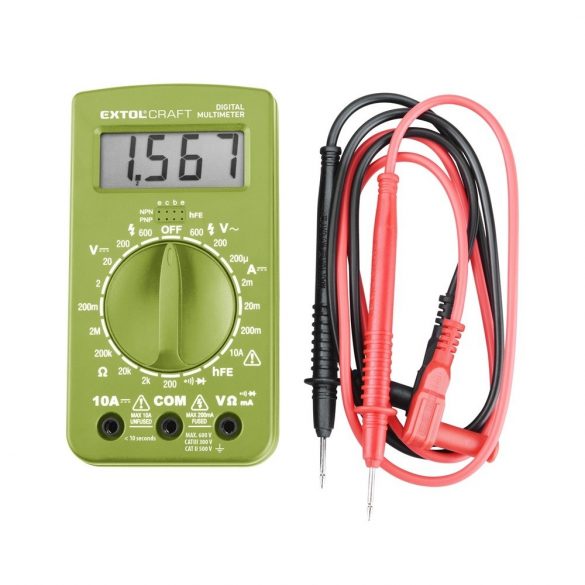 EXTOL® CRAFT DIGITAL MULTIMETER
1,567
e c b e
NPN hFE
PNP
600 OFF 600 V~
V 200 200
20 200µ A
2 2m
200m 20m
2M 200m
200k 10A
Ω 20k 2k 200 hFE
10A COM VΩ mA
MAX 10A UNFUSED MAX 200mA FUSED
< 10 seconds MAX. 600 V
CAT III 300 V
CAT II 500 V